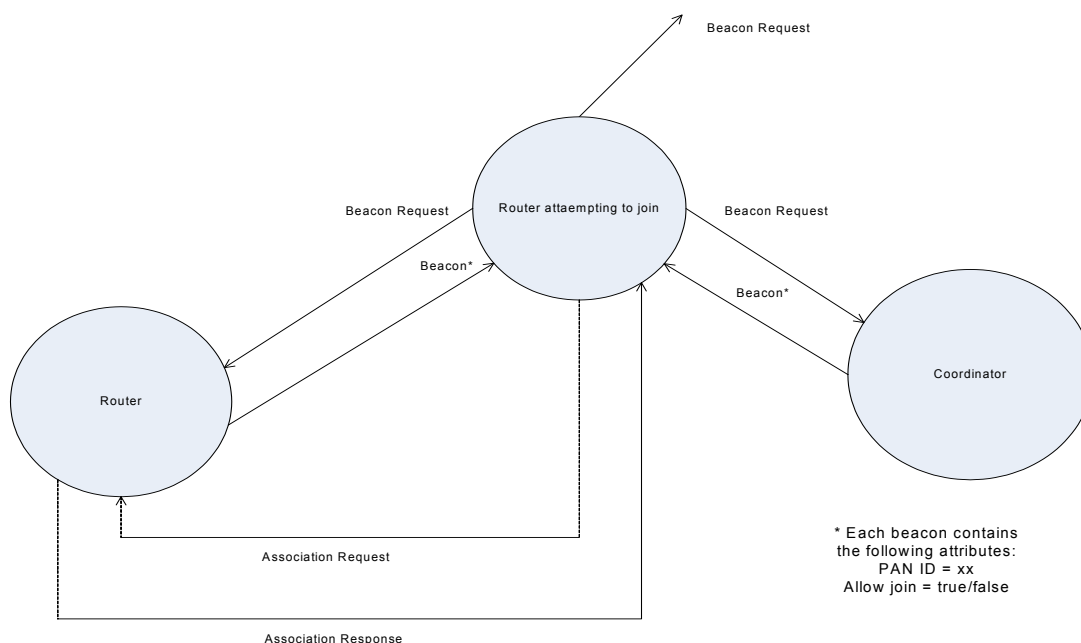 Beacon Request
Router attaempting to join
Beacon Request
Beacon Request
Beacon*
Beacon*
Router
Coordinator
* Each beacon contains
the following attributes:
PAN ID = xx
Allow join = true/false
Association Request
Association Response